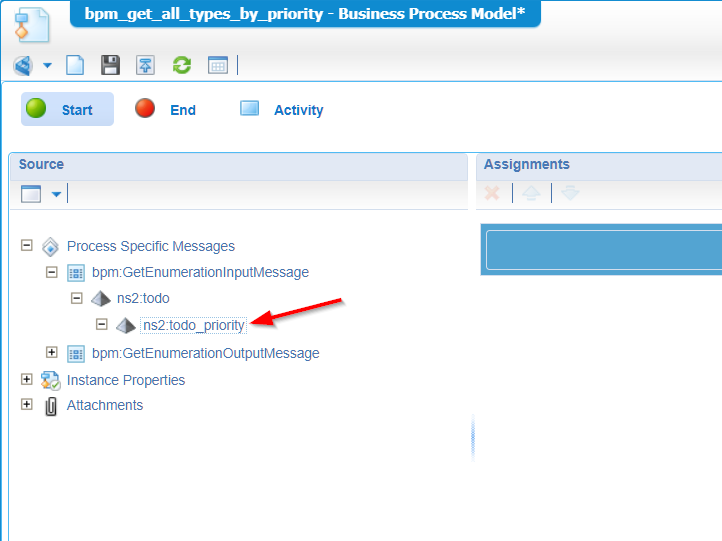 bpm_get_all_types_by_priority - Business Process Model*
Start End Activity
Source
Assignments
Process Specific Messages
bpm:GetEnumerationInputMessage
ns2:todo
ns2:todo_priority
bpm:GetEnumerationOutputMessage
Instance Properties
Attachments